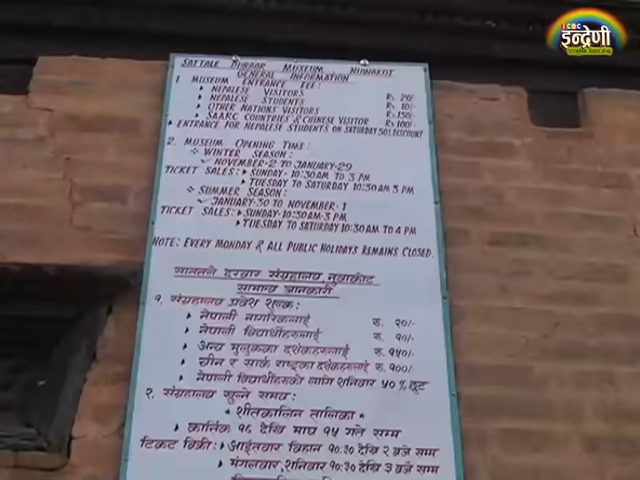 CBC
इन्द्रेणी
SATTALE DURBAR MUSEUM NUWAKOT
GENERAL INFORMATION
1. MUSEUM ENTRANCE FEE:
NEPALESE VISITORS RS. 20/-
NEPALESE STUDENTS RS. 10/-
OTHER NATIONS VISITORS RS. 150/-
SAARC COUNTRIES & CHINESE VISITOR RS. 100/-
ENTRANCE FOR NEPALESE STUDENTS ON SATURDAY 50% DISCOUNT
2. MUSEUM OPENING TIME:
WINTER SEASON:
NOVEMBER-2 TO JANUARY-29
TICKET SALES: SUNDAY - 10:30AM TO 3 PM
TUESDAY TO SATURDAY 10:30AM 3 PM
SUMMER SEASON:
JANUARY-30 TO NOVEMBER-1
TICKET SALES: SUNDAY-10:30AM-3 PM
TUESDAY TO SATURDAY 10:30AM TO 4 PM
NOTE: EVERY MONDAY & ALL PUBLIC HOLIDAYS REMAINS CLOSED.
साततले दरबार संग्रहालय नुवाकोट
सामान्य जानकारी
१. संग्रहालय प्रवेश शुल्क:
नेपाली नागरिकलाई रु. २०/-
नेपाली विद्यार्थीहरुलाई रु. १०/-
अन्य मुलुकका दर्शकहरुलाई रु. १५०/-
चीन र सार्क राष्ट्रका दर्शकहरुलाई रु. १००/-
नेपाली विद्यार्थीहरुको लागि शनिवार ५०% छूट
२. संग्रहालय खुल्ने समय:
शीतकालिन तालिका
कार्तिक १६ देखि माघ १५ गते सम्म
टिकट बिक्री: आईतवार बिहान १०:३० देखि २ बजे सम्म
मंगलवार, शनिवार १०:३० देखि ३ बजे सम्म